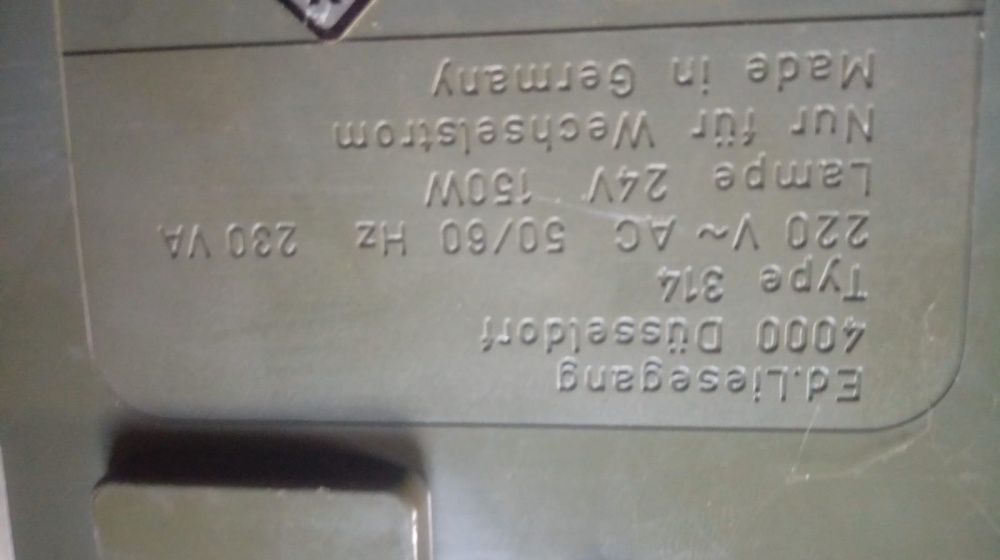 Ed.Liesegang
4000 Düsseldorf
Type 314
220 V~ AC 50/60 Hz 230 VA
Lampe 24V 150W
Nur für Wechselstrom
Made in Germany